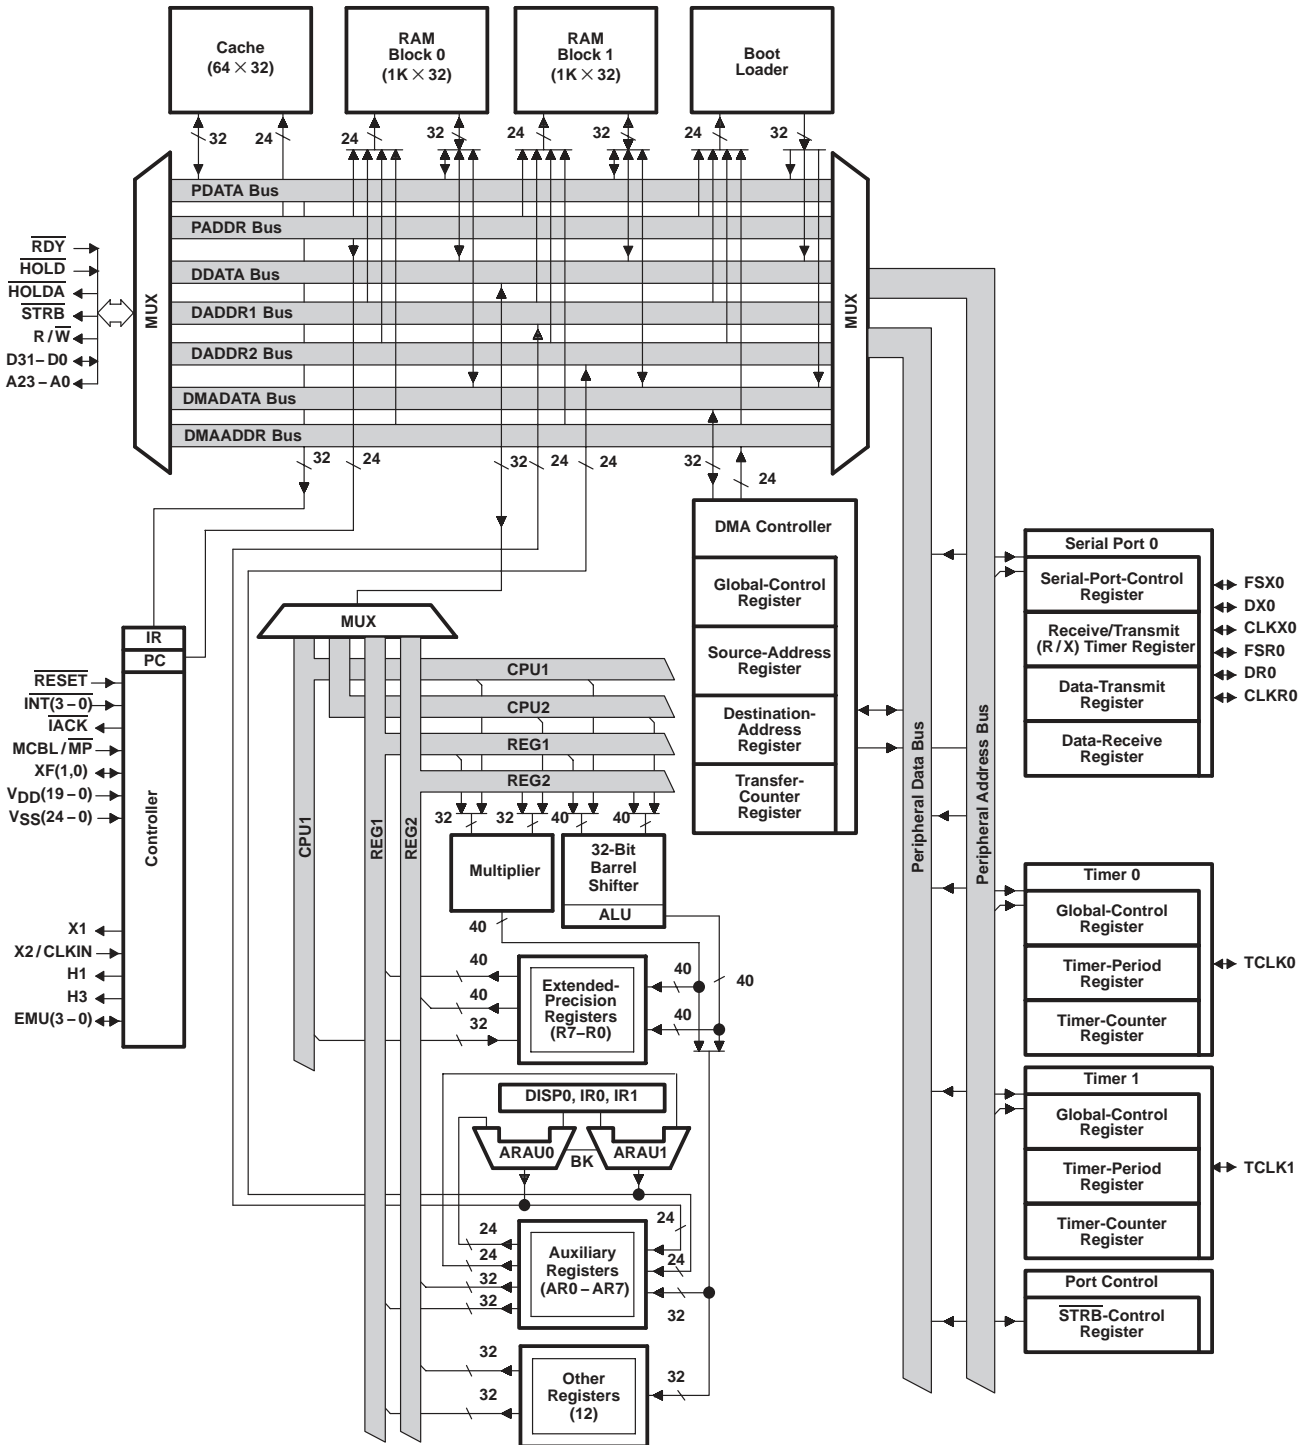 Cache
(64 × 32)
RAM
Block 0
(1K × 32)
RAM
Block 1
(1K × 32)
Boot
Loader
32
24
24
32
24
32
24
32
PDATA Bus
PADDR Bus
DDATA Bus
DADDR1 Bus
DADDR2 Bus
DMADATA Bus
DMAADDR Bus
MUX
MUX
RDY
HOLD
HOLDA
STRB
R/W
D31–D0
A23–A0
32
24
32
24
24
32
24
DMA Controller
Global-Control
Register
Source-Address
Register
Destination-
Address
Register
Transfer-
Counter
Register
Peripheral Data Bus
Peripheral Address Bus
Serial Port 0
Serial-Port-Control
Register
Receive/Transmit
(R/X) Timer Register
Data-Transmit
Register
Data-Receive
Register
FSX0
DX0
CLKX0
FSR0
DR0
CLKR0
Timer 0
Global-Control
Register
Timer-Period
Register
Timer-Counter
Register
TCLK0
Timer 1
Global-Control
Register
Timer-Period
Register
Timer-Counter
Register
TCLK1
Port Control
STRB-Control
Register
IR
PC
Controller
RESET
INT(3–0)
IACK
MCBL/MP
XF(1,0)
VDD(19–0)
VSS(24–0)
X1
X2/CLKIN
H1
H3
EMU(3–0)
MUX
CPU1
CPU2
REG1
REG2
CPU1
REG1
REG2
32
32
40
40
Multiplier
32-Bit
Barrel
Shifter
ALU
40
40
40
32
Extended-
Precision
Registers
(R7–R0)
40
40
40
DISP0, IR0, IR1
ARAU0
BK
ARAU1
24
24
32
32
Auxiliary
Registers
(AR0–AR7)
24
24
32
32
32
Other
Registers
(12)
32